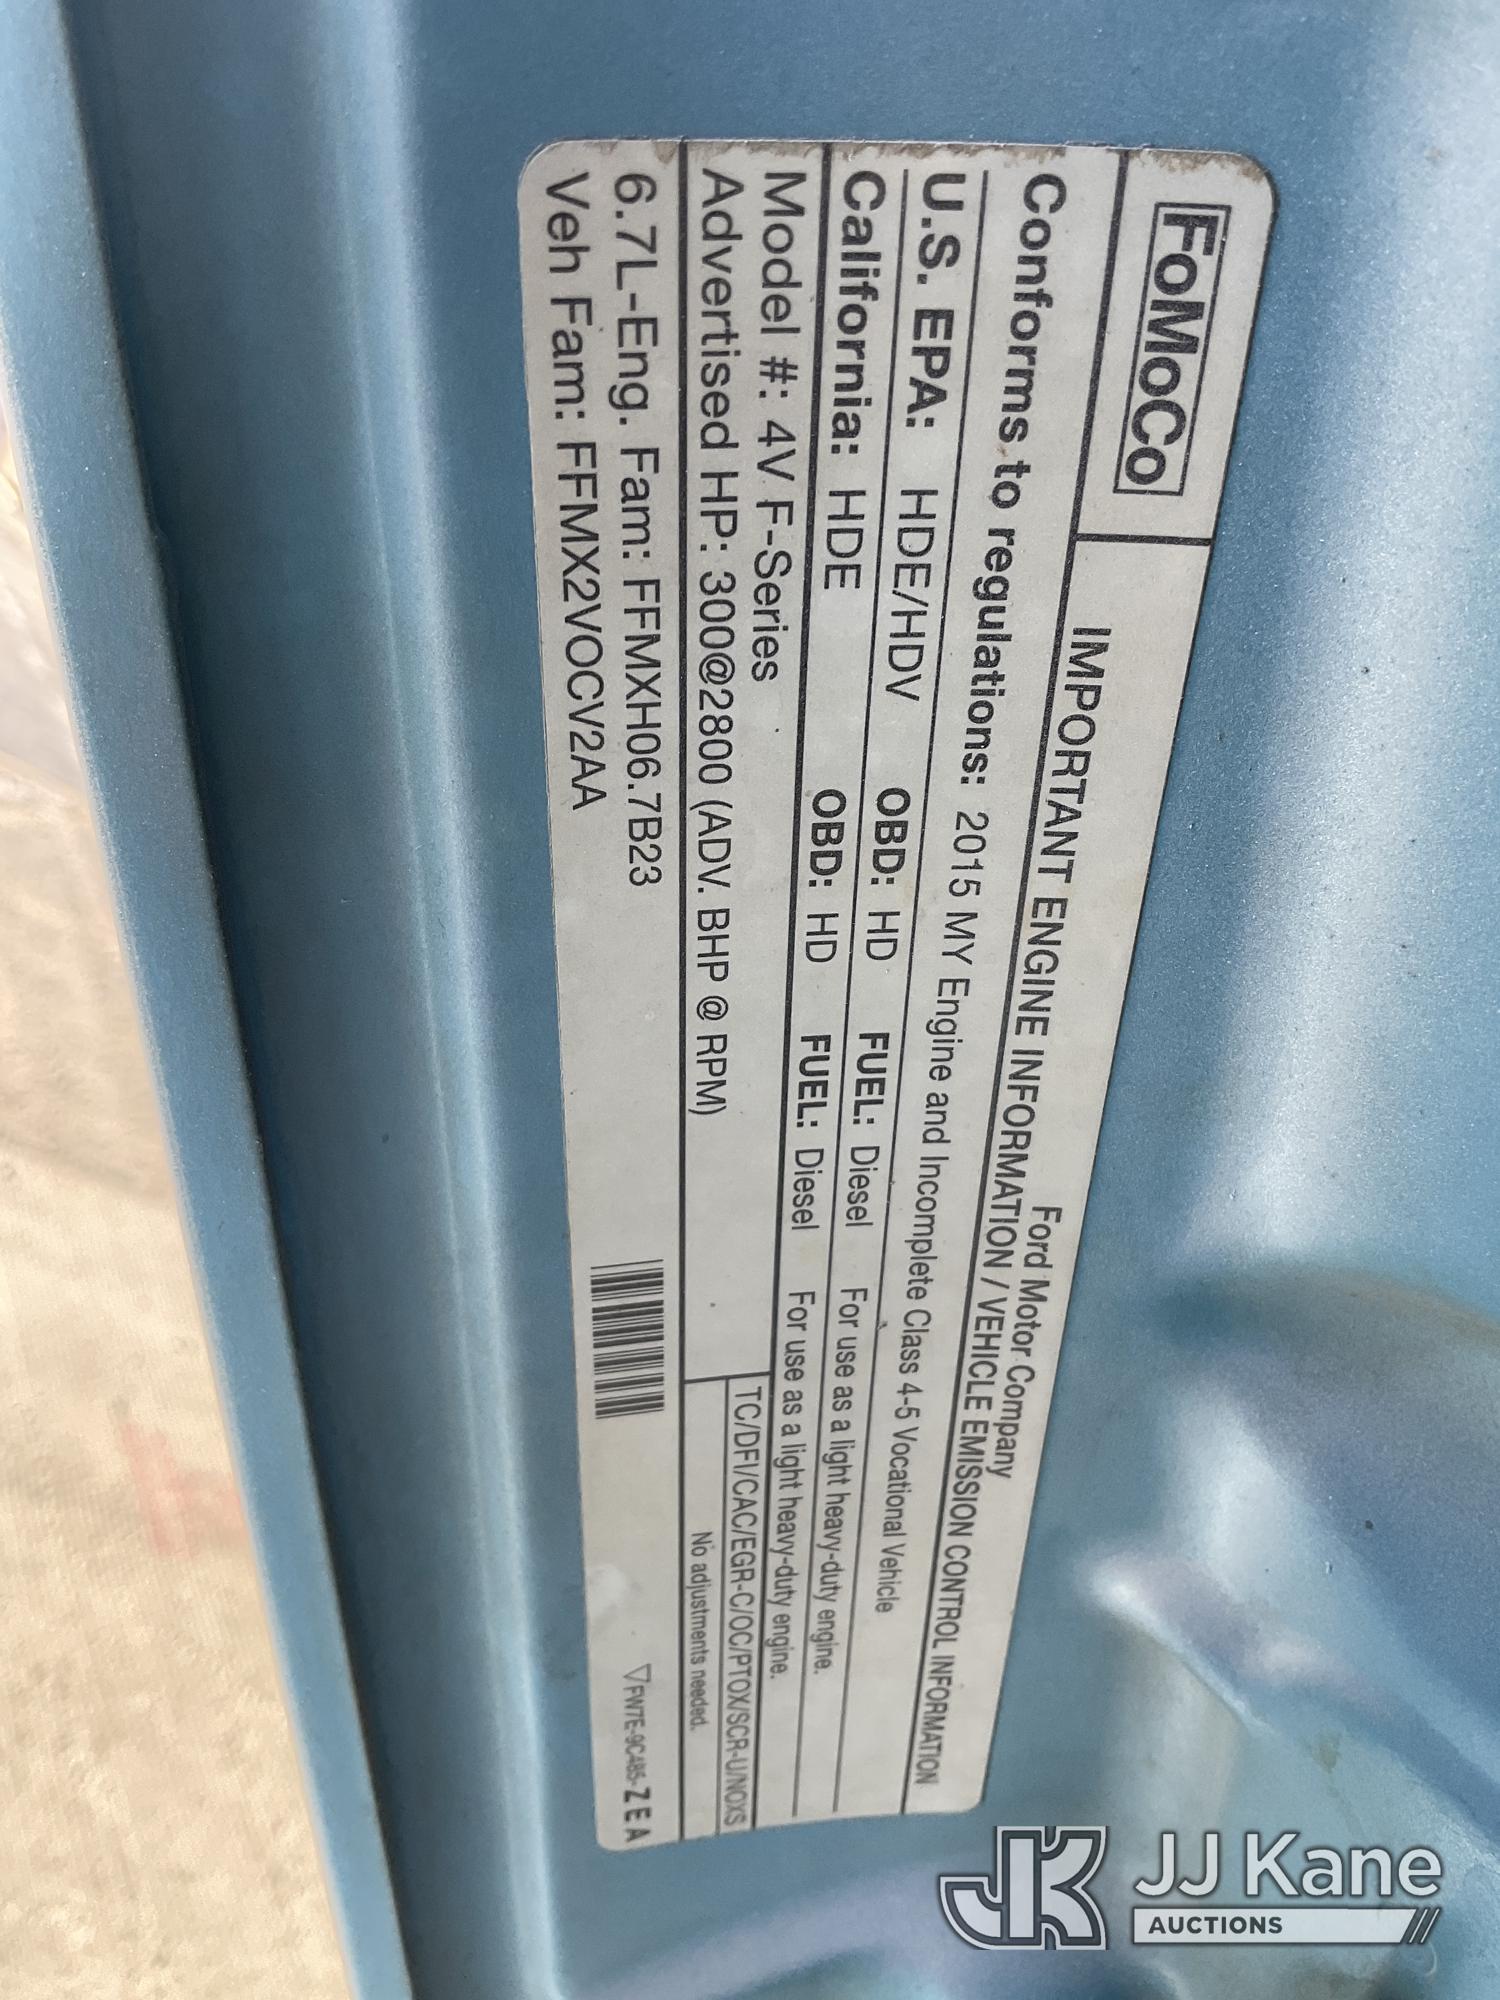 FoMoCo
Ford Motor Company
IMPORTANT ENGINE INFORMATION / VEHICLE EMISSION CONTROL INFORMATION
Conforms to regulations: 2015 MY Engine and Incomplete Class 4-5 Vocational Vehicle
U.S. EPA: HDE/HDV OBD: HD FUEL: Diesel For use as a light heavy-duty engine.
California: HDE OBD: HD FUEL: Diesel For use as a light heavy-duty engine.
Model #: 4V F-Series
TC/DFI/CAC/EGR-C/OC/PTOX/SCR-U/NOXS
Advertised HP: 300@2800 (ADV. BHP @ RPM)
No adjustments needed.
6.7L-Eng. Fam: FFMXH06.7B23
Veh Fam: FFMX2VOCV2AA
FW7E-9C485-ZEA
JK
JJ Kane
AUCTIONS